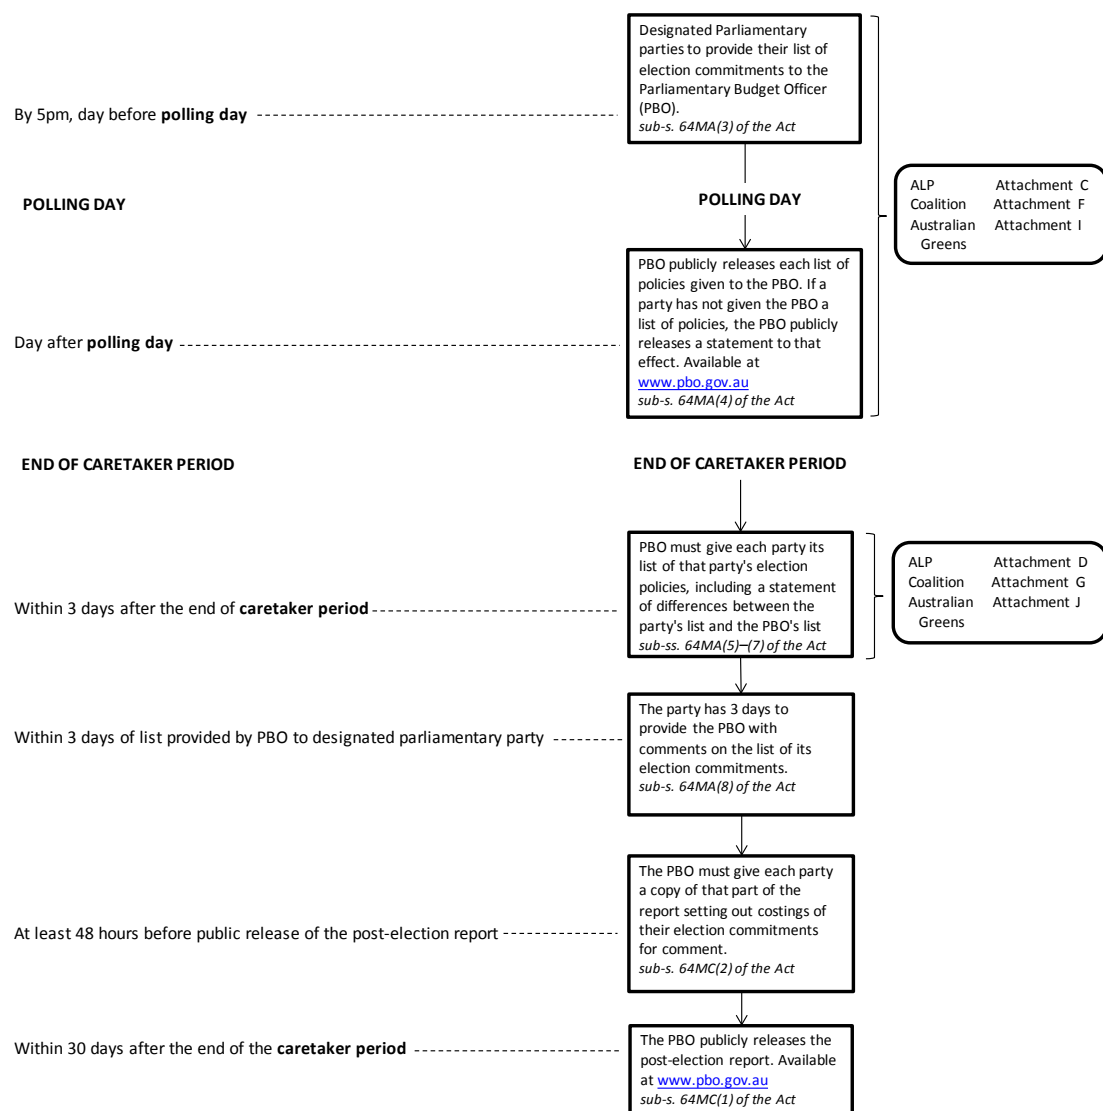 Designated Parliamentary
parties to provide their list of
election commitments to the
Parliamentary Budget Officer
(PBO).
sub-s. 64MA(3) of the Act
By 5pm, day before polling day
POLLING DAY
POLLING DAY
ALP Attachment C
Coalition Attachment F
Australian Attachment I
Greens
PBO publicly releases each list of
policies given to the PBO. If a
party has not given the PBO a
list of policies, the PBO publicly
releases a statement to that
effect. Available at
www.pbo.gov.au
sub-s. 64MA(4) of the Act
Day after polling day
END OF CARETAKER PERIOD
END OF CARETAKER PERIOD
PBO must give each party its
list of that party's election
policies, including a statement
of differences between the
party's list and the PBO's list
sub-ss. 64MA(5)–(7) of the Act
Within 3 days after the end of caretaker period
ALP Attachment D
Coalition Attachment G
Australian Attachment J
Greens
The party has 3 days to
provide the PBO with
comments on the list of its
election commitments.
sub-s. 64MA(8) of the Act
Within 3 days of list provided by PBO to designated parliamentary party
The PBO must give each party
a copy of that part of the
report setting out costings of
their election commitments
for comment.
sub-s. 64MC(2) of the Act
At least 48 hours before public release of the post-election report
The PBO publicly releases the
post-election report. Available
at www.pbo.gov.au
sub-s. 64MC(1) of the Act
Within 30 days after the end of the caretaker period